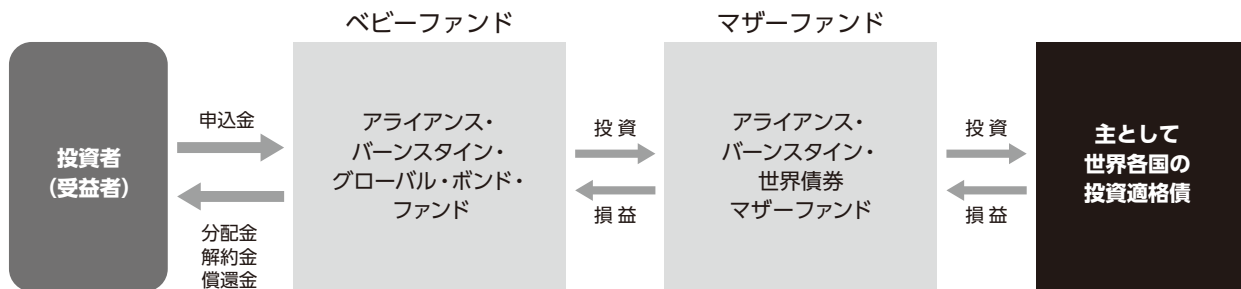 ベビーファンド
マザーファンド
投資者
(受益者)
申込金
分配金
解約金
償還金
アライアンス・
バーンスタイン・
グローバル・ボンド・
ファンド
投資
損益
アライアンス・
バーンスタイン・
世界債券
マザーファンド
投資
損益
主として
世界各国の
投資適格債